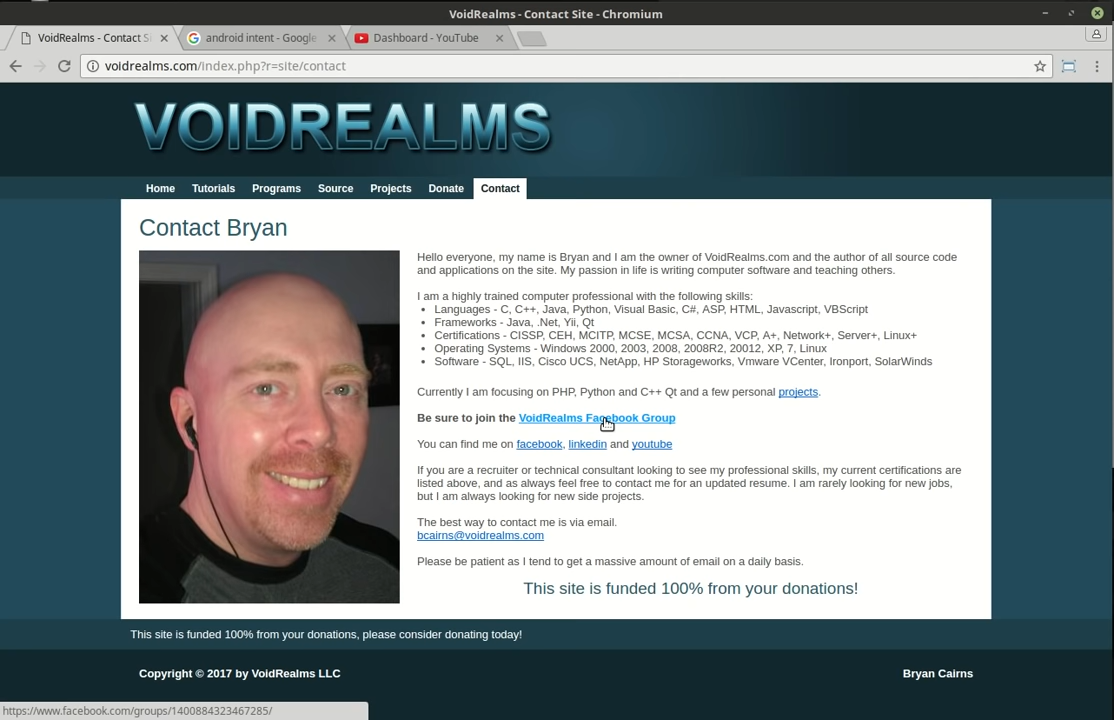 VoidRealms - Contact Site - Chromium
VoidRealms - Contact S
android intent - Google
Dashboard - YouTube
voidrealms.com/index.php?r=site/contact
VOIDREALMS
Home Tutorials Programs Source Projects Donate Contact
Contact Bryan
Hello everyone, my name is Bryan and I am the owner of VoidRealms.com and the author of all source code
and applications on the site. My passion in life is writing computer software and teaching others.
I am a highly trained computer professional with the following skills:
• Languages - C, C++, Java, Python, Visual Basic, C#, ASP, HTML, Javascript, VBScript
• Frameworks - Java, .Net, Yii, Qt
• Certifications - CISSP, CEH, MCITP, MCSE, MCSA, CCNA, VCP, A+, Network+, Server+, Linux+
• Operating Systems - Windows 2000, 2003, 2008, 2008R2, 20012, XP, 7, Linux
• Software - SQL, IIS, Cisco UCS, NetApp, HP Storageworks, Vmware VCenter, Ironport, SolarWinds
Currently I am focusing on PHP, Python and C++ Qt and a few personal projects.
Be sure to join the VoidRealms Facebook Group
You can find me on facebook, linkedin and youtube
If you are a recruiter or technical consultant looking to see my professional skills, my current certifications are
listed above, and as always feel free to contact me for an updated resume. I am rarely looking for new jobs,
but I am always looking for new side projects.
The best way to contact me is via email.
bcairns@voidrealms.com
Please be patient as I tend to get a massive amount of email on a daily basis.
This site is funded 100% from your donations!
This site is funded 100% from your donations, please consider donating today!
Copyright © 2017 by VoidRealms LLC
Bryan Cairns
https://www.facebook.com/groups/1400884323467285/